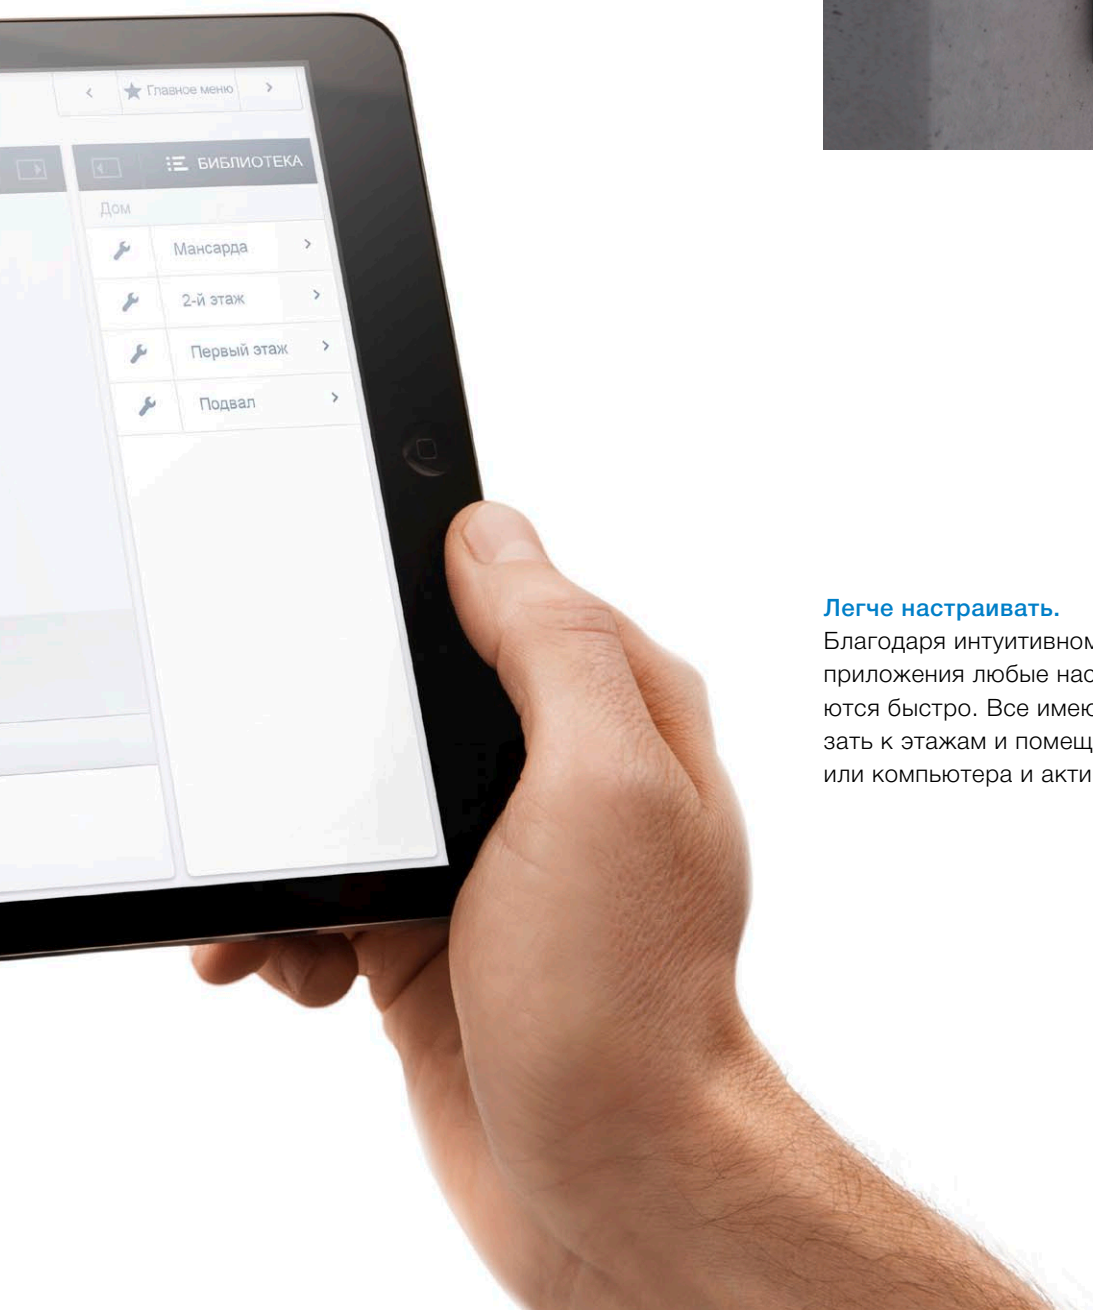 Главное меню
БИБЛИОТЕКА
Дом
Мансарда
2-й этаж
Первый этаж
Подвал
Легче настраивать.
Благодаря интуитивном
приложения любые нас
ются быстро. Все имею
зать к этажам и помещ
или компьютера и акти